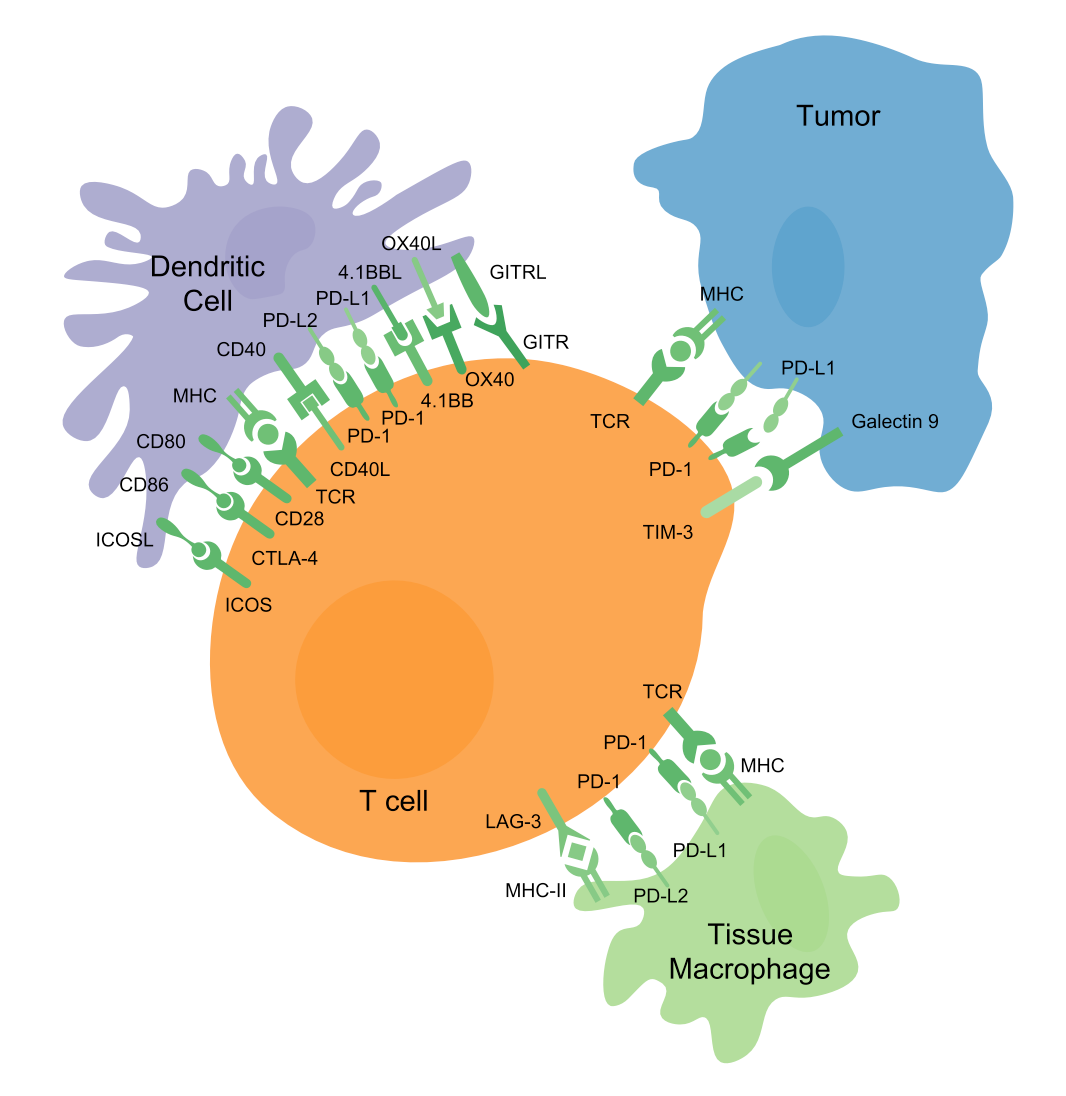 Tumor
OX40L
4.1BBL
GITRL
Dendritic
Cell
PD-L1
PD-L2
CD40
GITR
MHC
OX40
4.1BB
PD-1
PD-1
CD80
CD40L
CD86
TCR
CD28
ICOSL
CTLA-4
ICOS
MHC
PD-L1
TCR
Galectin 9
PD-1
TIM-3
TCR
PD-1
MHC
PD-1
T cell
LAG-3
PD-L1
MHC-II
PD-L2
Tissue
Macrophage